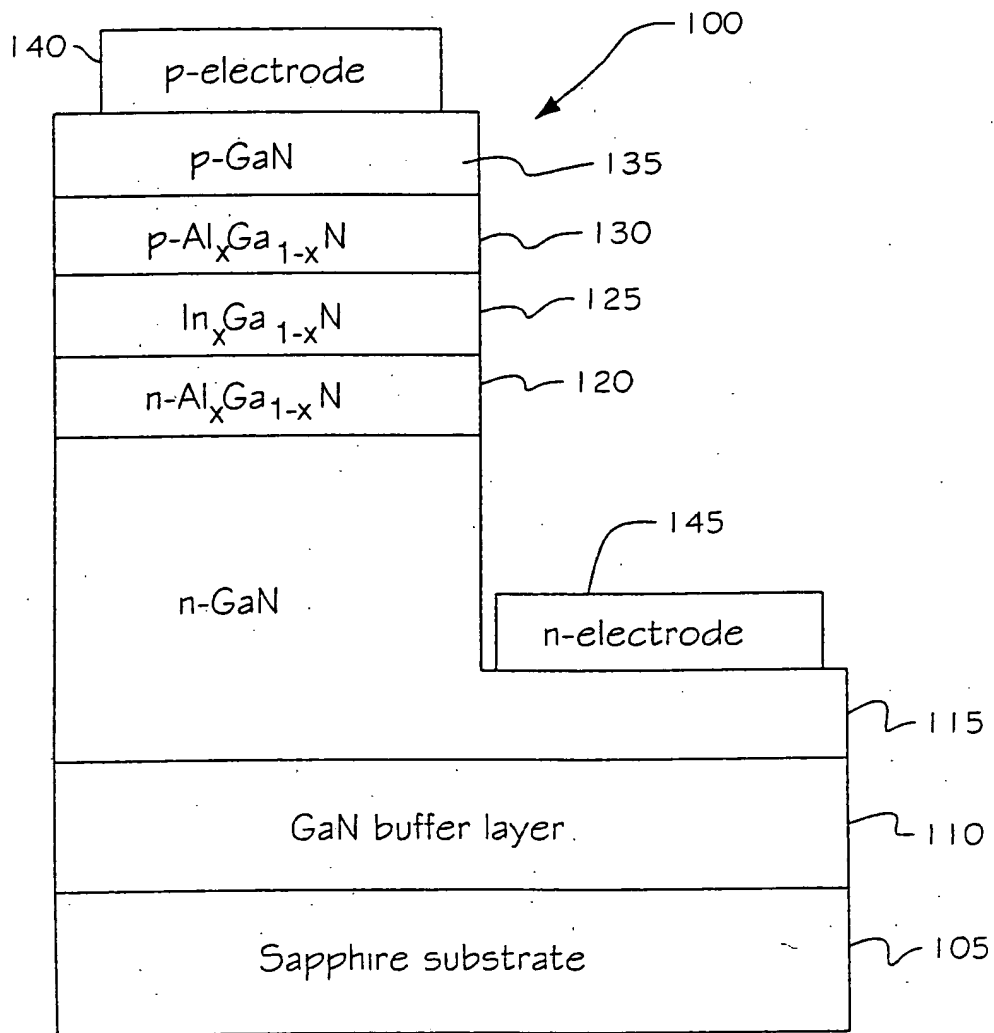 100
140
p-electrode
p-GaN
135
p-AlxGa1-xN
130
InxGa1-xN
125
n-AlxGa1-xN
120
145
n-GaN
n-electrode
115
GaN buffer layer
110
Sapphire substrate
105